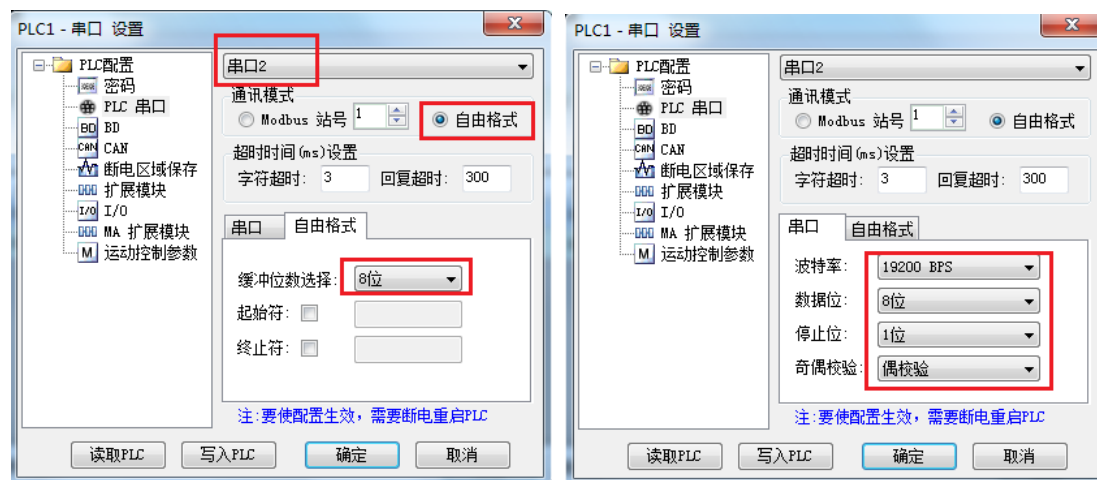 PLC1 - 串口 设置
PLC配置
密码
PLC 串口
BD BD
CAN CAN
断电区域保存
扩展模块
I/O I/O
MA 扩展模块
M 运动控制参数
串口2
通讯模式
Modbus 站号 1 自由格式
超时时间(ms)设置
字符超时: 3 回复超时: 300
串口 自由格式
缓冲位数选择: 8位
起始符:
终止符:
注:要使配置生效，需要断电重启PLC
读取PLC 写入PLC 确定 取消
PLC1 - 串口 设置
PLC配置
密码
PLC 串口
BD BD
CAN CAN
断电区域保存
扩展模块
I/O I/O
MA 扩展模块
M 运动控制参数
串口2
通讯模式
Modbus 站号 1 自由格式
超时时间(ms)设置
字符超时: 3 回复超时: 300
串口 自由格式
波特率: 19200 BPS
数据位: 8位
停止位: 1位
奇偶校验: 偶校验
注:要使配置生效，需要断电重启PLC
读取PLC 写入PLC 确定 取消